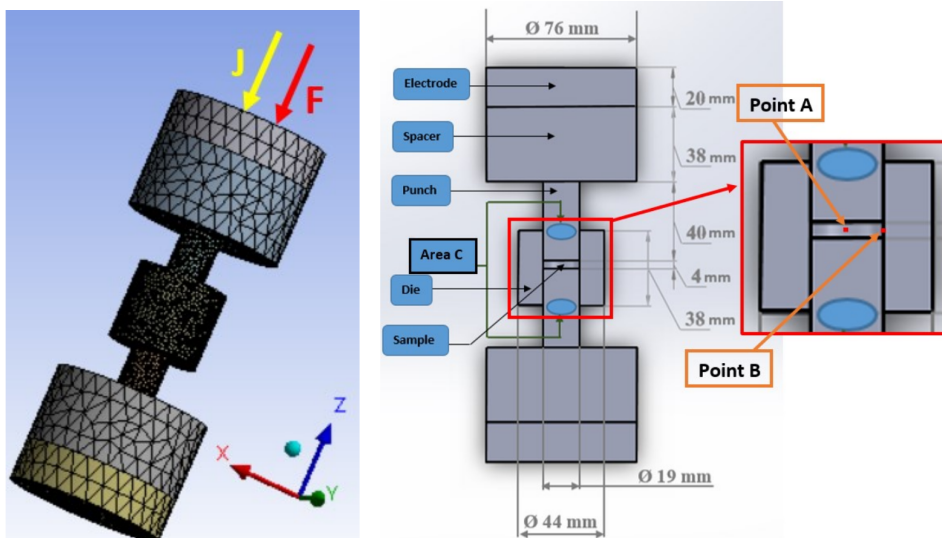 J
F
Z
X
Y
Ø 76 mm
Electrode
20 mm
Point A
Spacer
38 mm
Punch
40 mm
Area C
4 mm
Die
38 mm
Sample
Point B
Ø 19 mm
Ø 44 mm